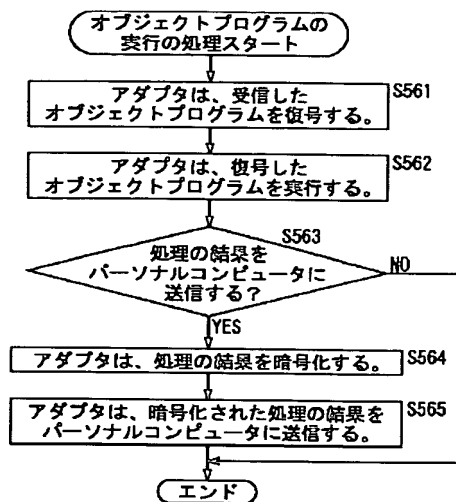 オブジェクトプログラムの
実行の処理スタート
アダプタは、受信した
オブジェクトプログラムを復号する。
S561
アダプタは、復号した
オブジェクトプログラムを実行する。
S562
処理の結果を
パーソナルコンピュータに
送信する?
S563
NO
YES
アダプタは、処理の結果を暗号化する。
S564
アダプタは、暗号化された処理の結果を
パーソナルコンピュータに送信する。
S565
エンド